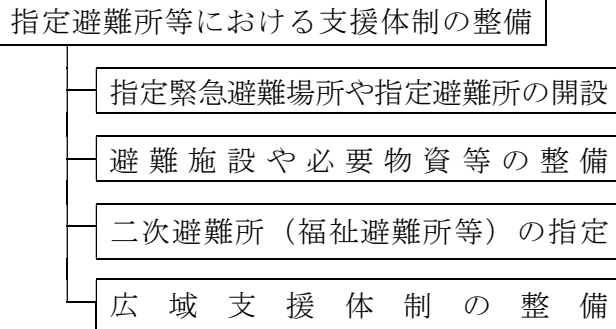 指定避難所等における支援体制の整備
指定緊急避難場所や指定避難所の開設
避難施設や必要物資等の整備
二次避難所（福祉避難所等）の指定
広域支援体制の整備